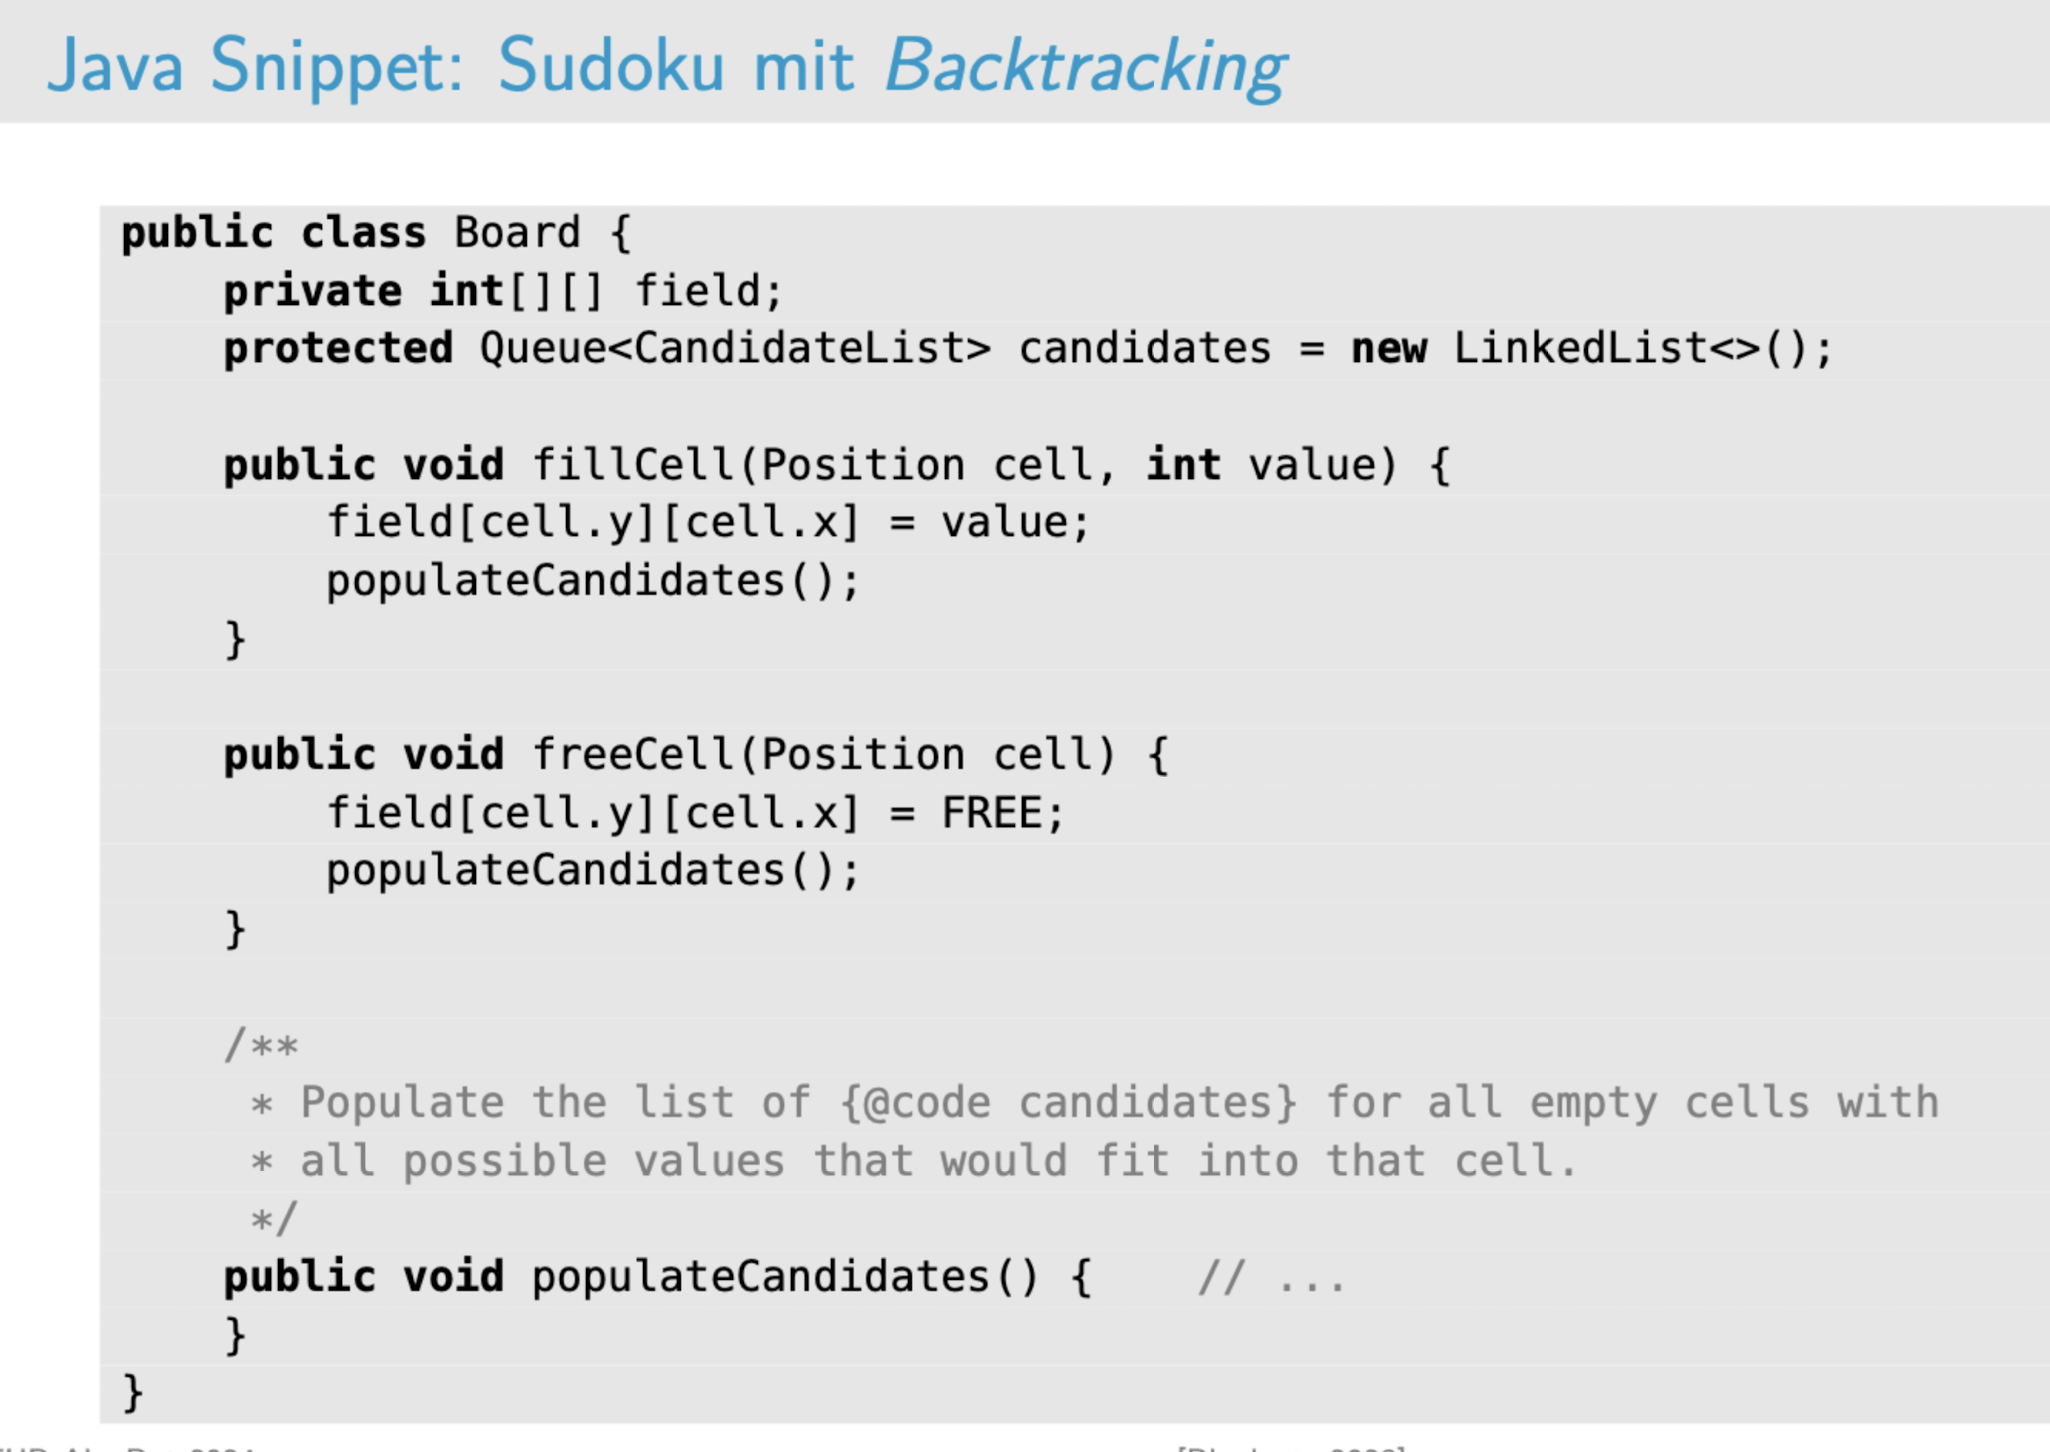 Java Snippet: Sudoku mit Backtracking
public class Board {
    private int[][] field;
    protected Queue<CandidateList> candidates = new LinkedList<>();

    public void fillCell(Position cell, int value) {
        field[cell.y][cell.x] = value;
        populateCandidates();
    }

    public void freeCell(Position cell) {
        field[cell.y][cell.x] = FREE;
        populateCandidates();
    }

    /**
     * Populate the list of {@code candidates} for all empty cells with
     * all possible values that would fit into that cell.
     */
    public void populateCandidates() {    // ...
    }
}